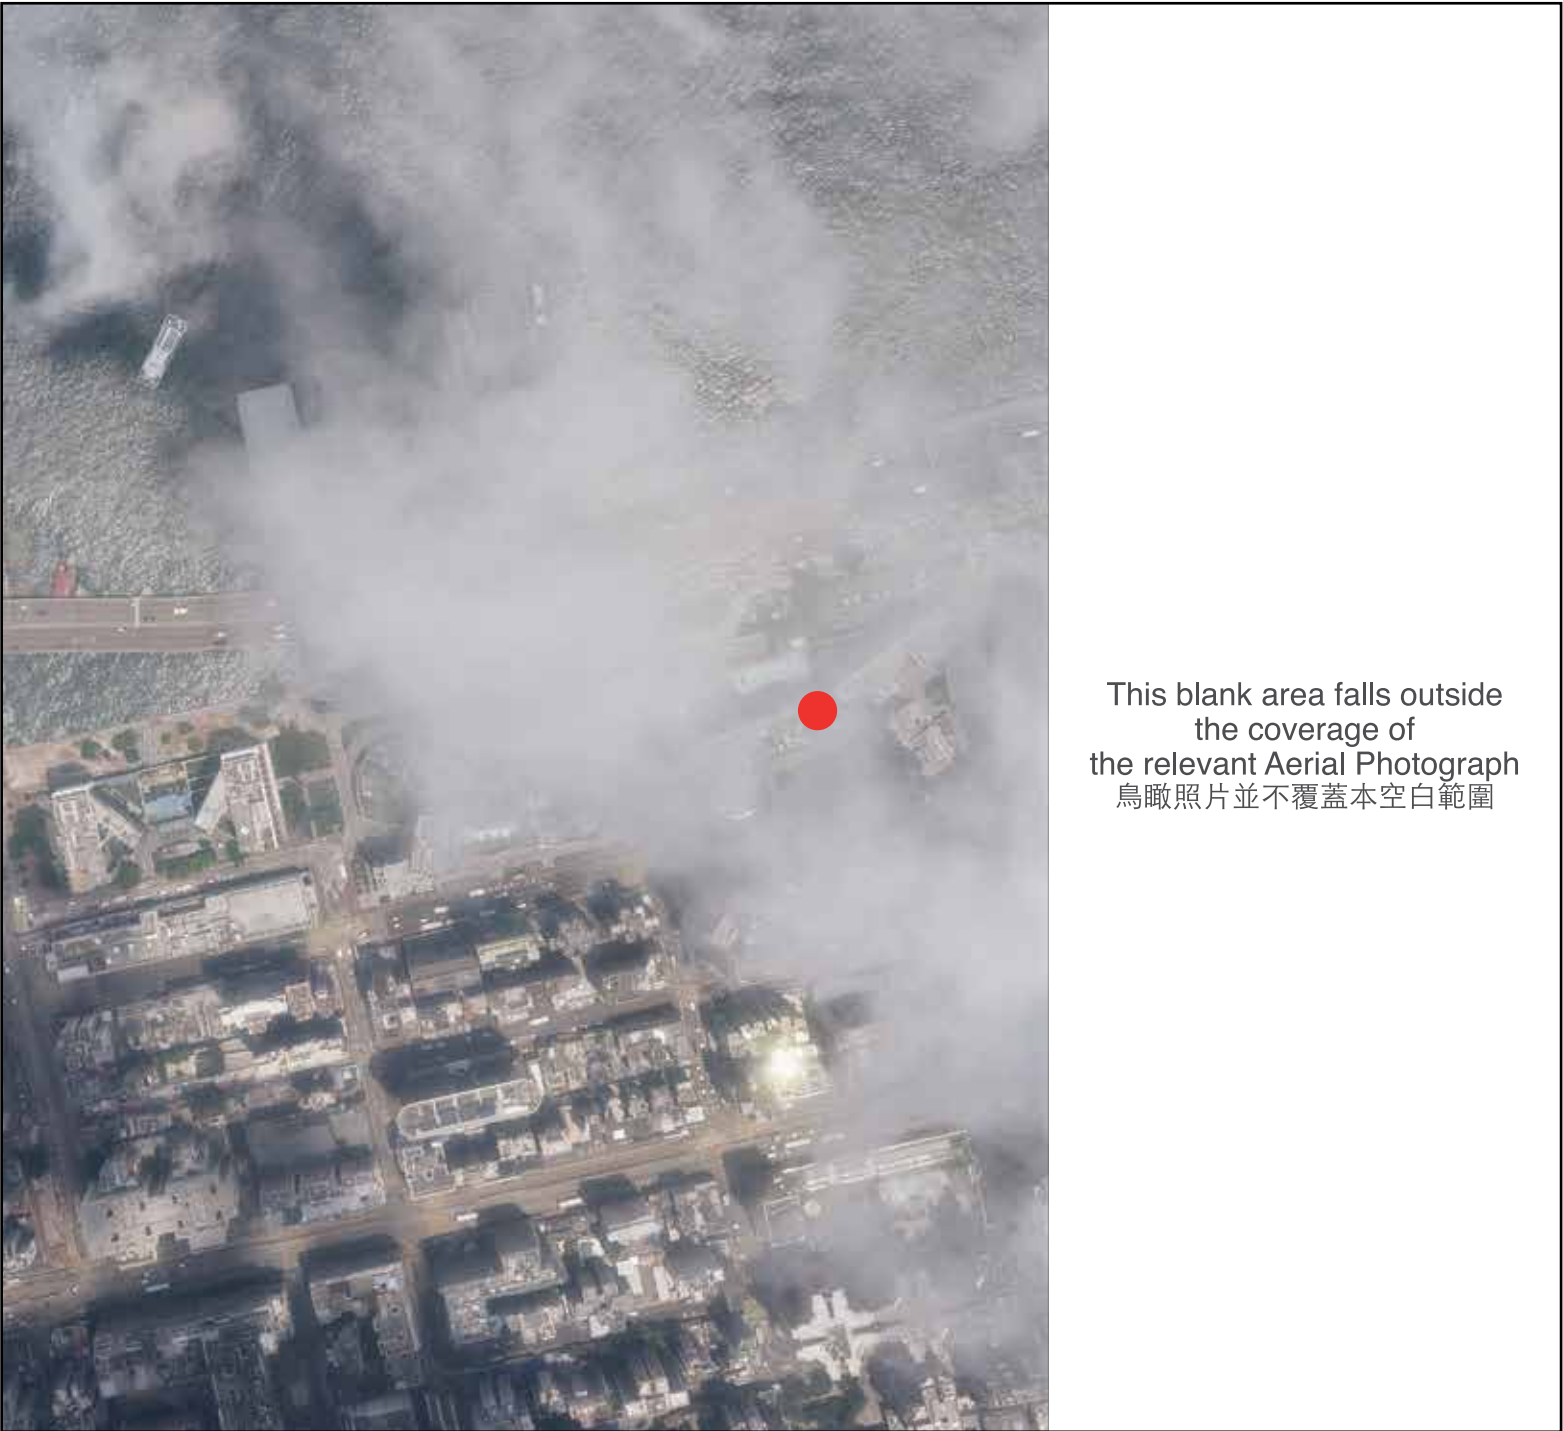 This blank area falls outside
the coverage of
the relevant Aerial Photograph
鳥瞰照片並不覆蓋本空白範圍